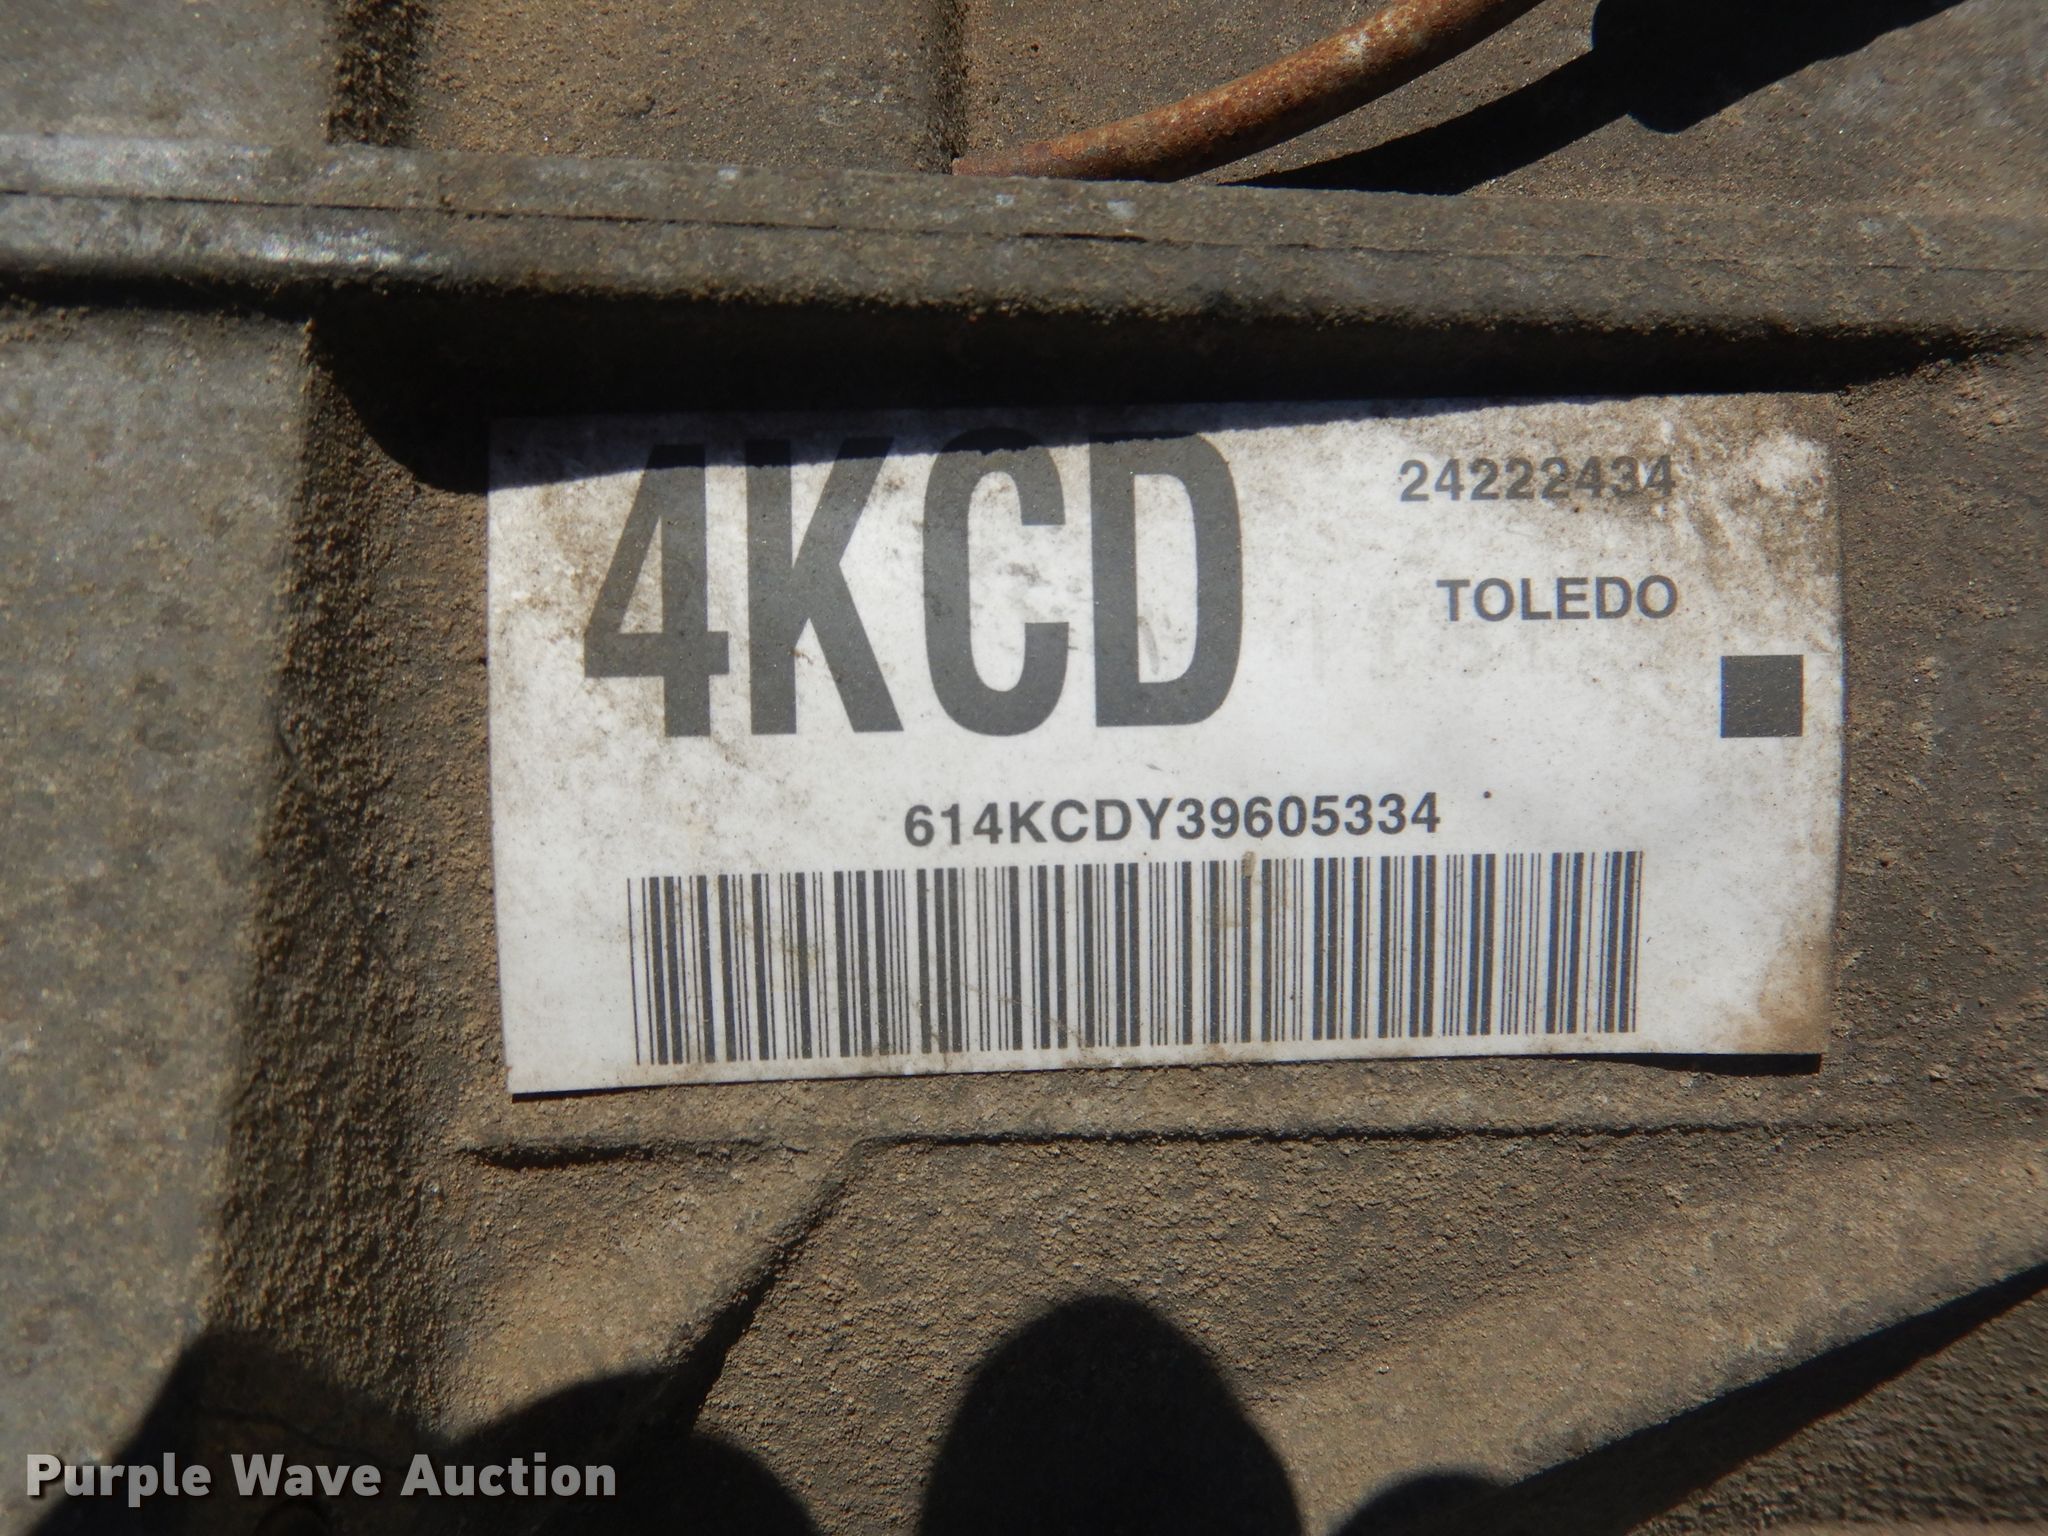 4KCD
24222434
TOLEDO
614KCDY39605334
Purple Wave Auction